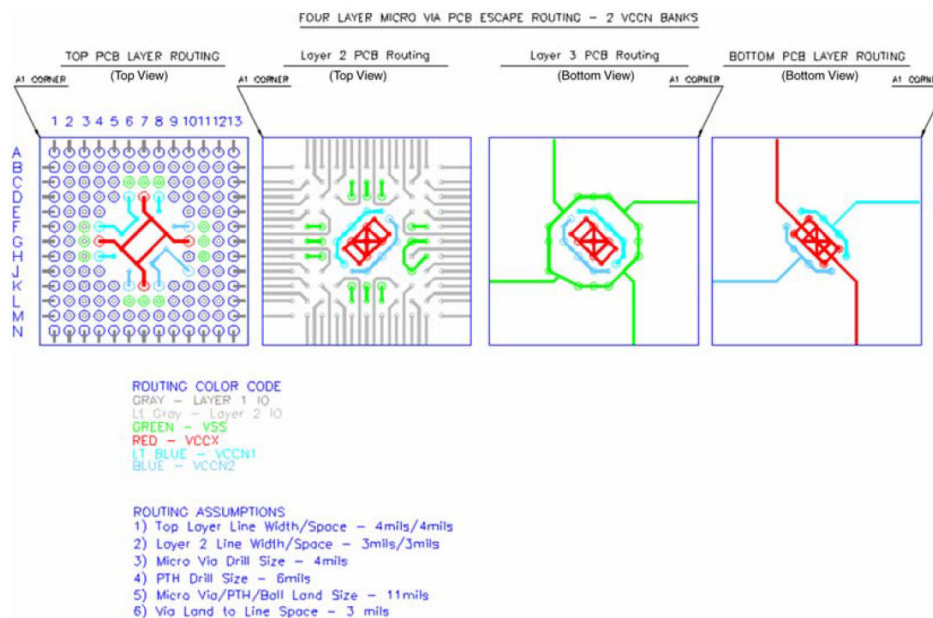 FOUR LAYER MICRO VIA PCB ESCAPE ROUTING - 2 VCCN BANKS
TOP PCB LAYER ROUTING
(Top View)
Layer 2 PCB Routing
(Top View)
Layer 3 PCB Routing
(Bottom View)
BOTTOM PCB LAYER ROUTING
(Bottom View)
A1 CORNER
A1 CORNER
A1 CORNER
A1 CORNER
1 2 3 4 5 6 7 8 9 10 11 12 13
A
B
C
D
E
F
G
H
J
K
L
M
N
ROUTING COLOR CODE
GRAY - LAYER 1 IO
Lt Gray - Layer 2 IO
GREEN - VSS
RED - VCCX
LT BLUE - VCCN1
BLUE - VCCN2
ROUTING ASSUMPTIONS
1) Top Layer Line Width/Space - 4mils/4mils
2) Layer 2 Line Width/Space - 3mils/3mils
3) Micro Via Drill Size - 4mils
4) PTH Drill Size - 6mils
5) Micro Via/PTH/Ball Land Size - 11mils
6) Via Land to Line Space - 3 mils